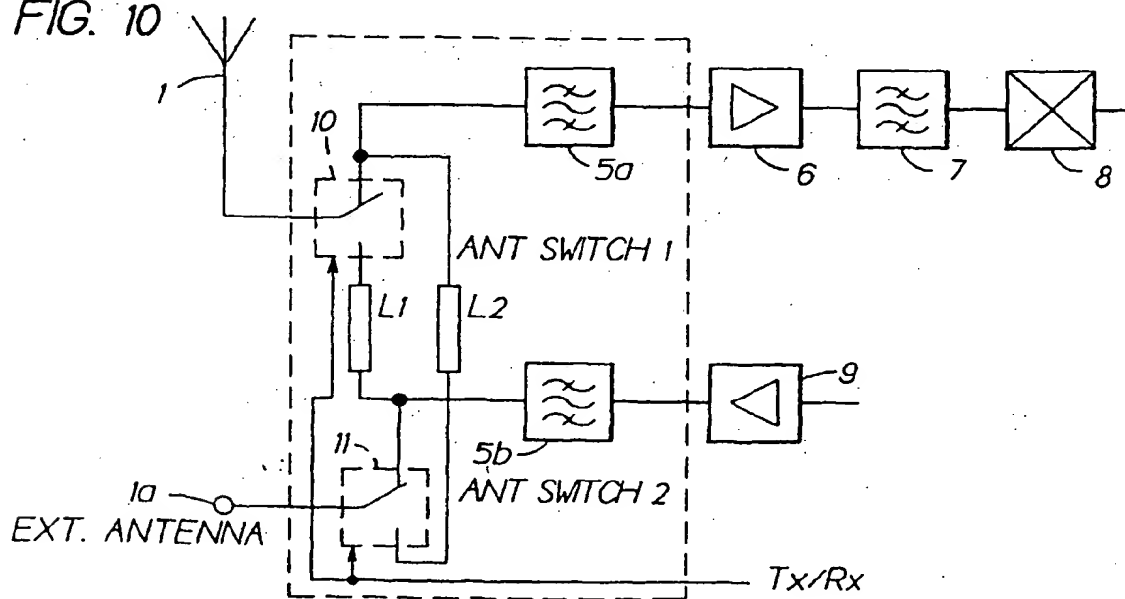 FIG. 10
1
10
5a
6
7
8
ANT SWITCH 1
L1
L2
9
11
5b
1a
ANT SWITCH 2
EXT. ANTENNA
Tx/Rx